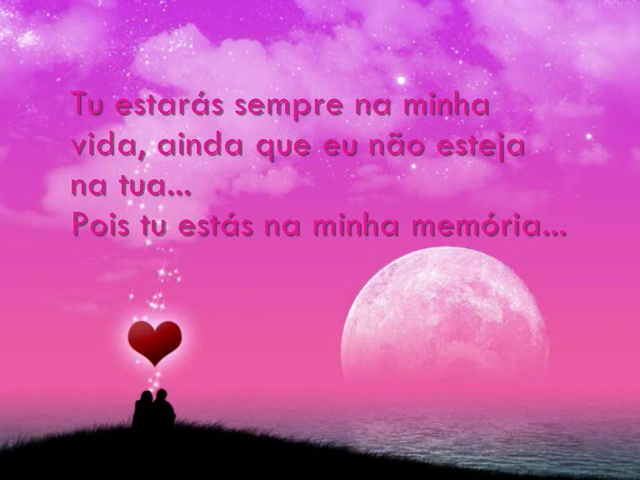 Tu estarás sempre na minha
vida, ainda que eu não esteja
na tua...
Pois tu estás na minha memória...